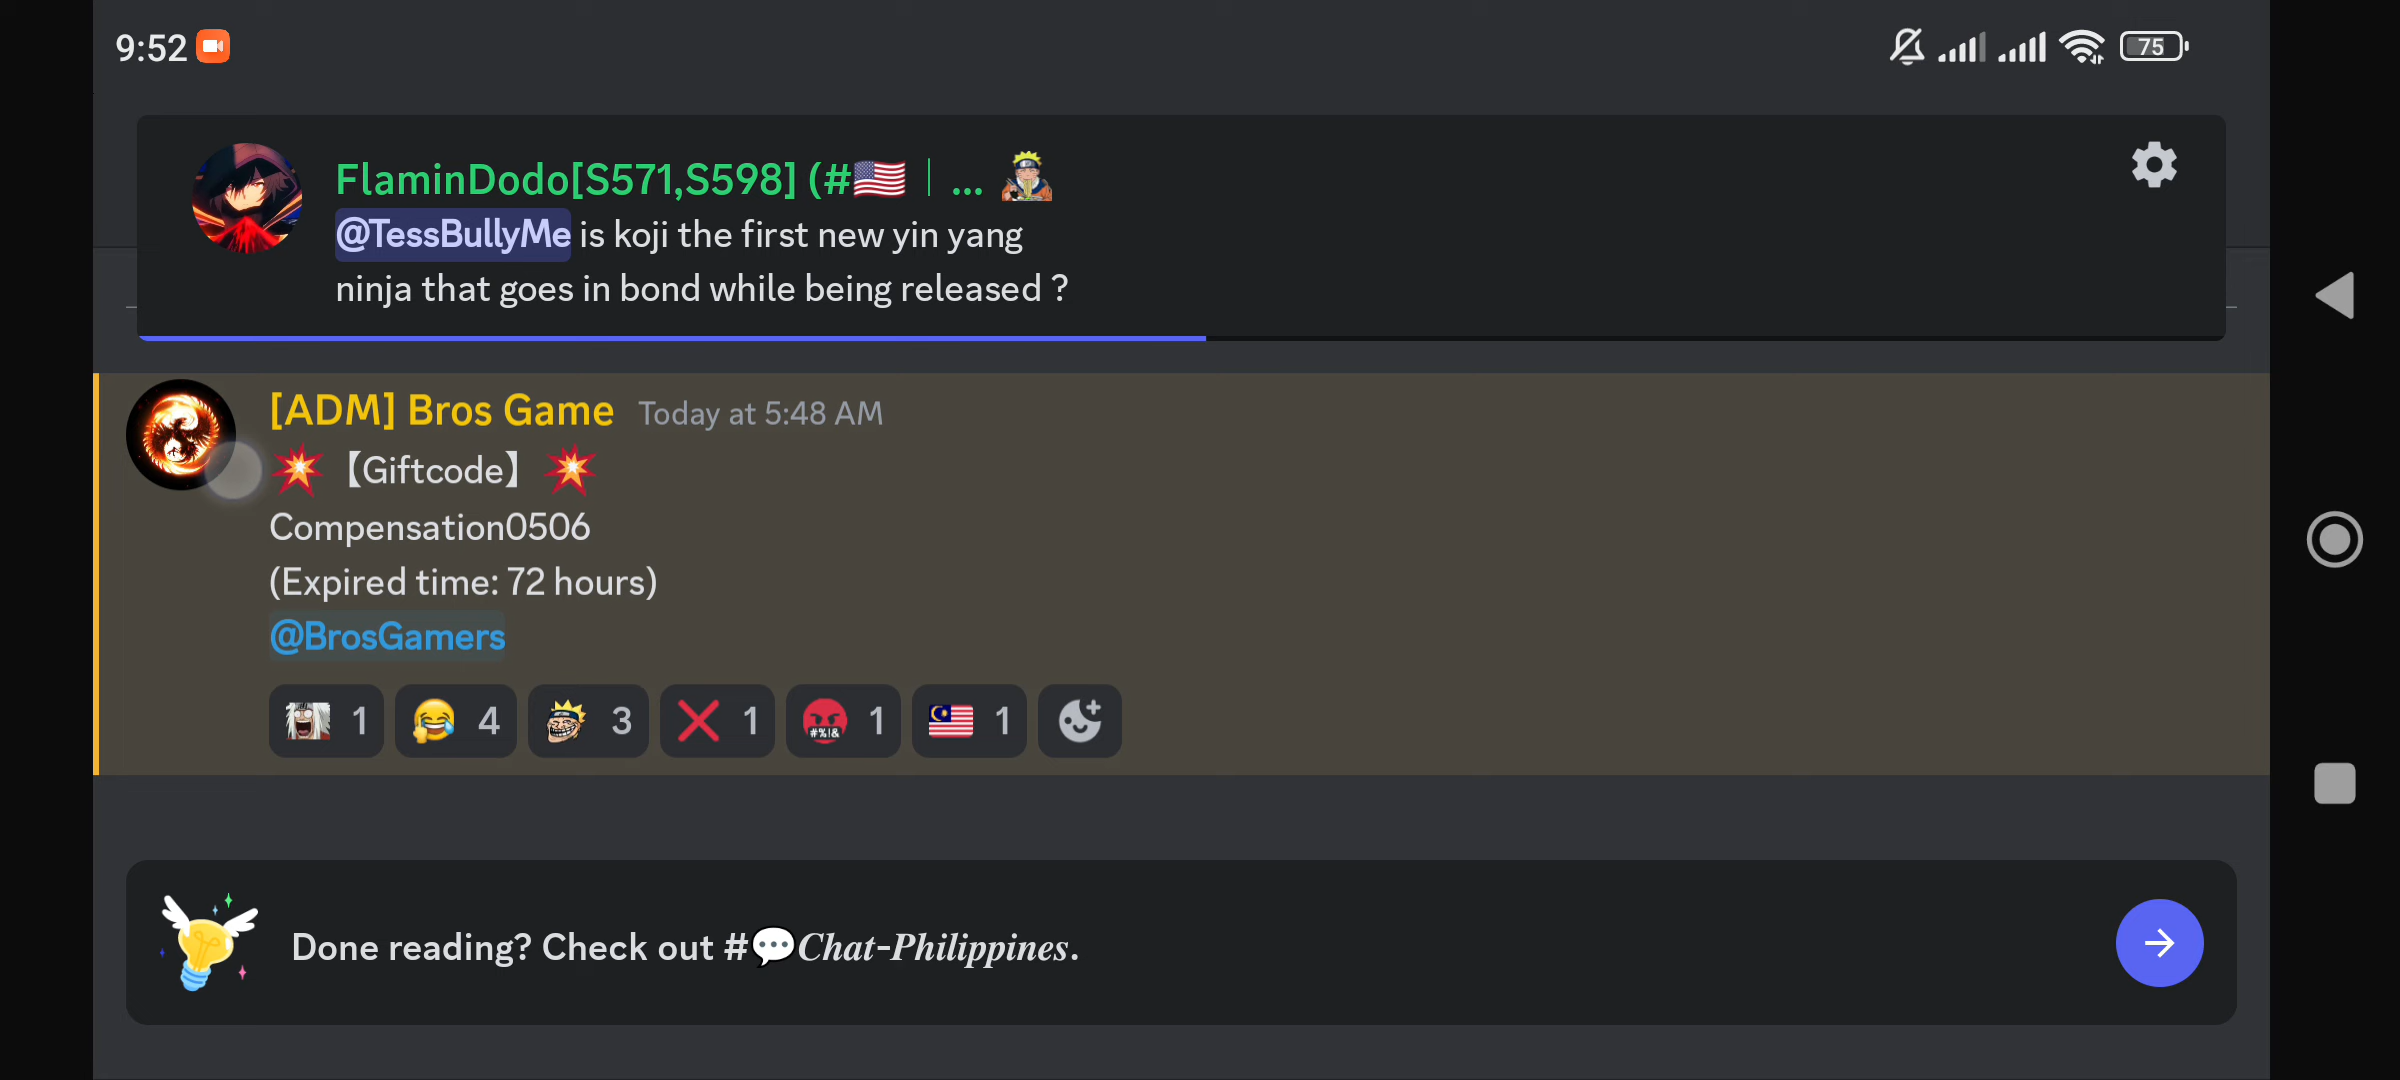 9:52
75
FlaminDodo[S571,S598] (#🇺🇸｜...
@TessBullyMe is koji the first new yin yang
ninja that goes in bond while being released ?
[ADM] Bros Game Today at 5:48 AM
💥【Giftcode】💥
Compensation0506
(Expired time: 72 hours)
@BrosGamers
1 4 3 1 #%!& 1 1
Done reading? Check out #💬𝑪𝒉𝒂𝒕-𝑷𝒉𝒊𝒍𝒊𝒑𝒑𝒊𝒏𝒆𝒔.